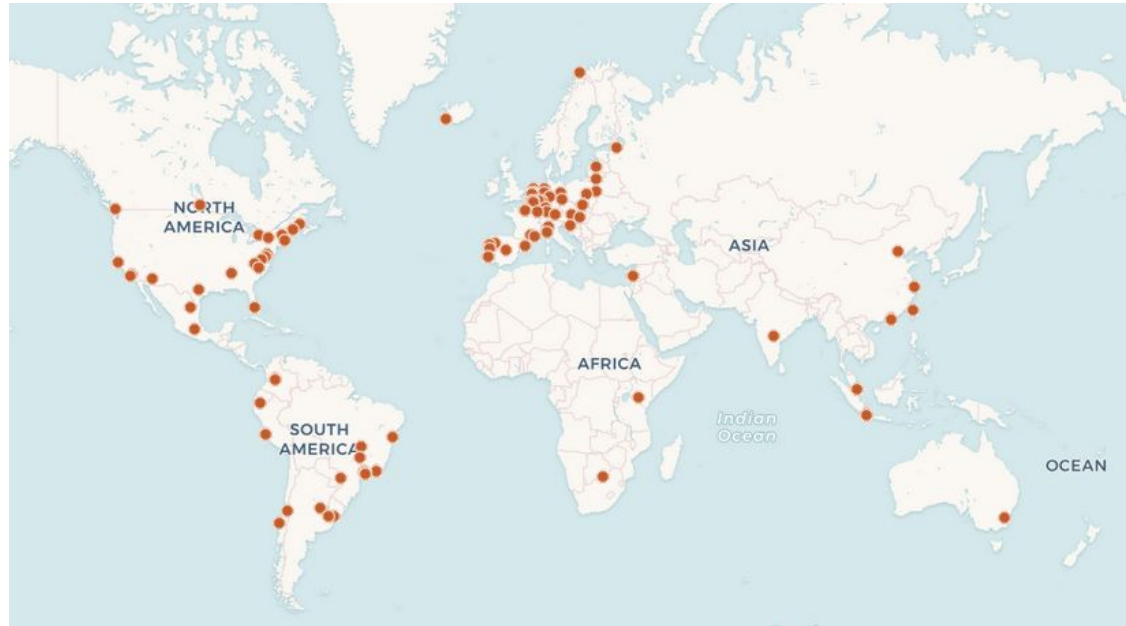 NORTH
AMERICA
ASIA
AFRICA
Indian
Ocean
SOUTH
AMERICA
OCEAN